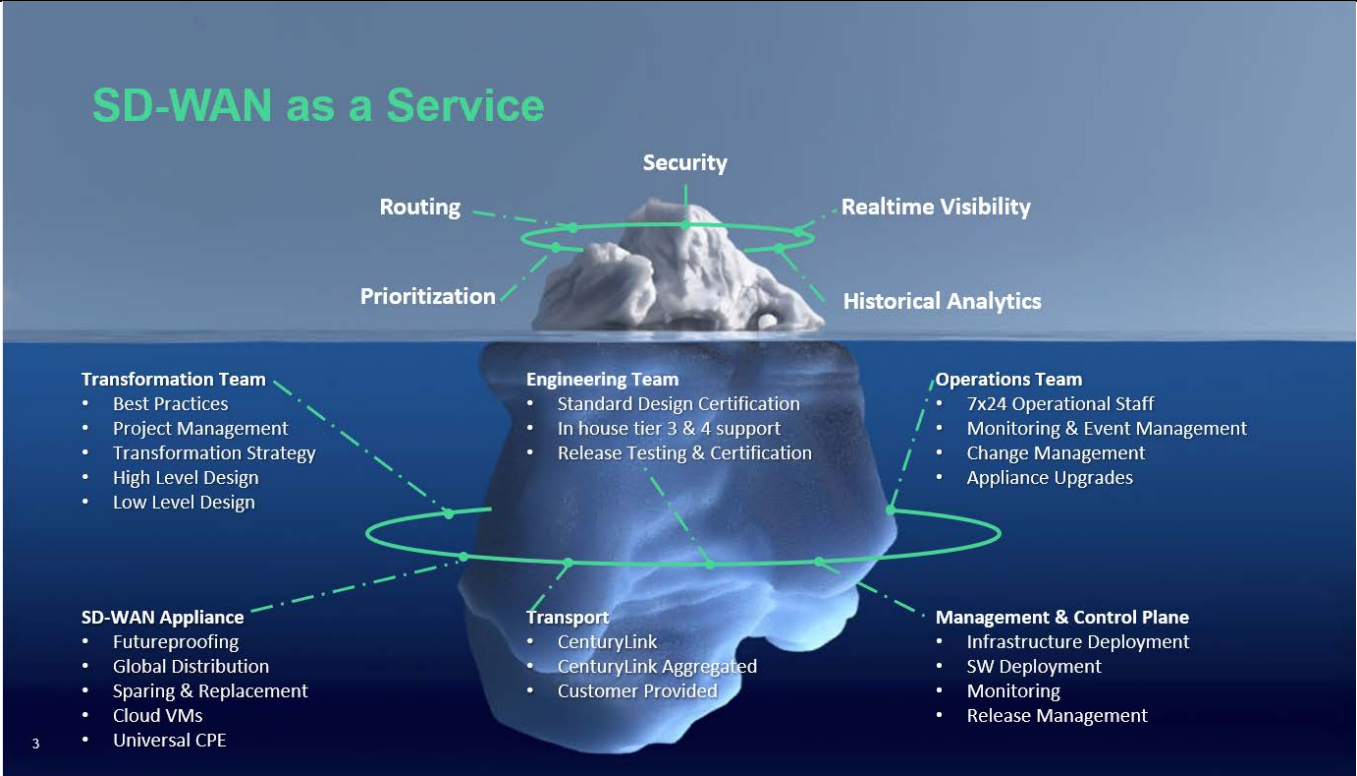 SD-WAN as a Service
Security
Routing
Realtime Visibility
Prioritization
Historical Analytics
Transformation Team
• Best Practices
• Project Management
• Transformation Strategy
• High Level Design
• Low Level Design
Engineering Team
• Standard Design Certification
• In house tier 3 & 4 support
• Release Testing & Certification
Operations Team
• 7x24 Operational Staff
• Monitoring & Event Management
• Change Management
• Appliance Upgrades
SD-WAN Appliance
• Futureproofing
• Global Distribution
• Sparing & Replacement
• Cloud VMs
• Universal CPE
Transport
• CenturyLink
• CenturyLink Aggregated
• Customer Provided
Management & Control Plane
• Infrastructure Deployment
• SW Deployment
• Monitoring
• Release Management
3